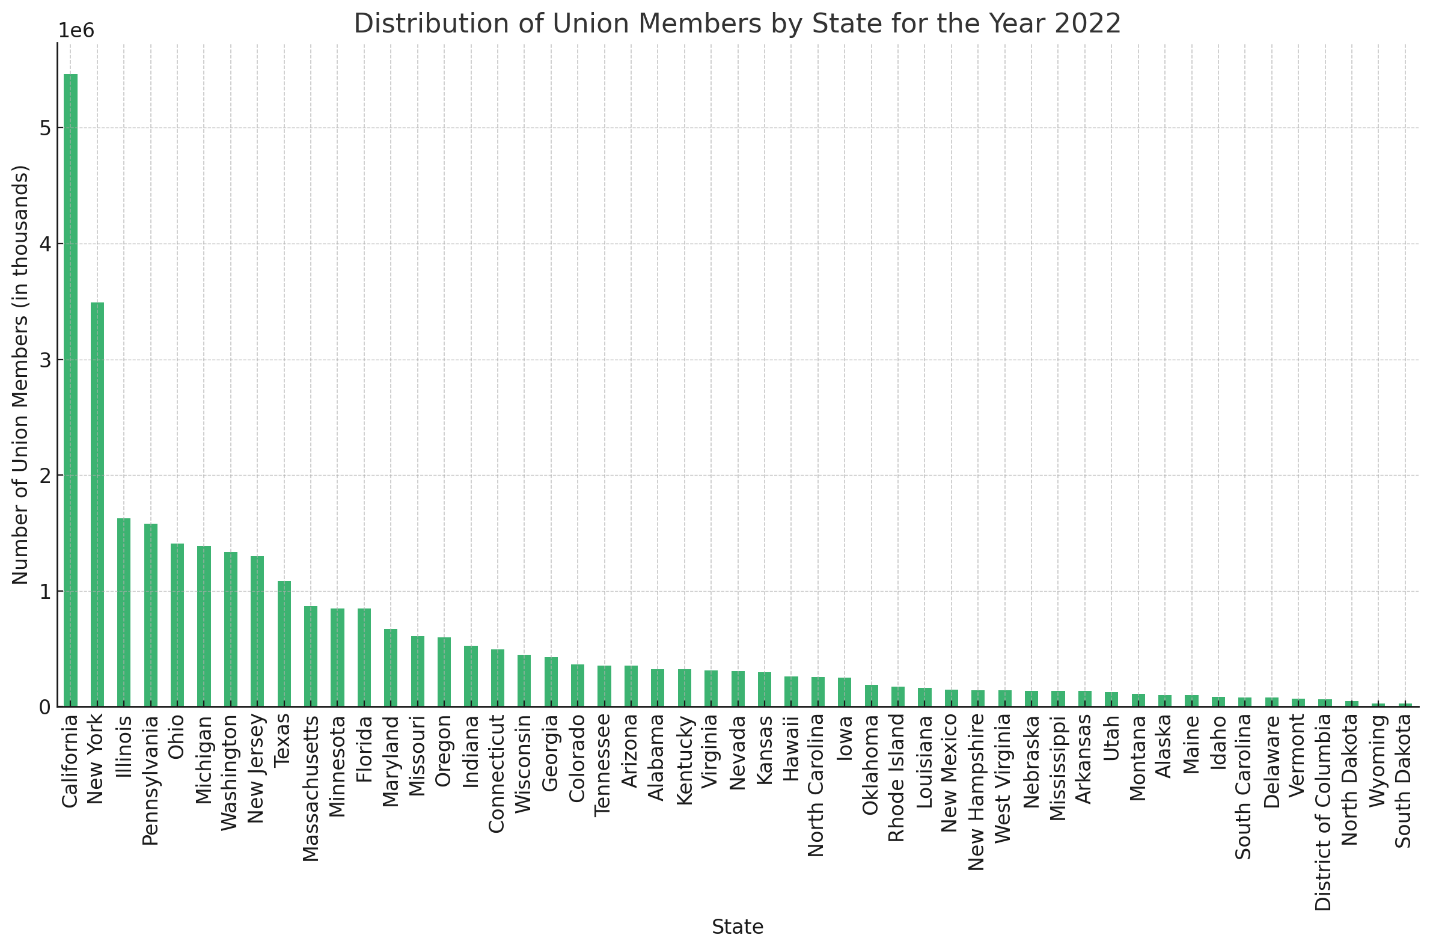 Distribution of Union Members by State for the Year 2022
1e6
5
4
3
2
1
0
Number of Union Members (in thousands)
California
New York
Illinois
Pennsylvania
Ohio
Michigan
Washington
New Jersey
Texas
Massachusetts
Minnesota
Florida
Maryland
Missouri
Oregon
Indiana
Connecticut
Wisconsin
Georgia
Colorado
Tennessee
Arizona
Alabama
Kentucky
Virginia
Nevada
Kansas
Hawaii
North Carolina
Iowa
Oklahoma
Rhode Island
Louisiana
New Mexico
New Hampshire
West Virginia
Nebraska
Mississippi
Arkansas
Utah
Montana
Alaska
Maine
Idaho
South Carolina
Delaware
Vermont
District of Columbia
North Dakota
Wyoming
South Dakota
State